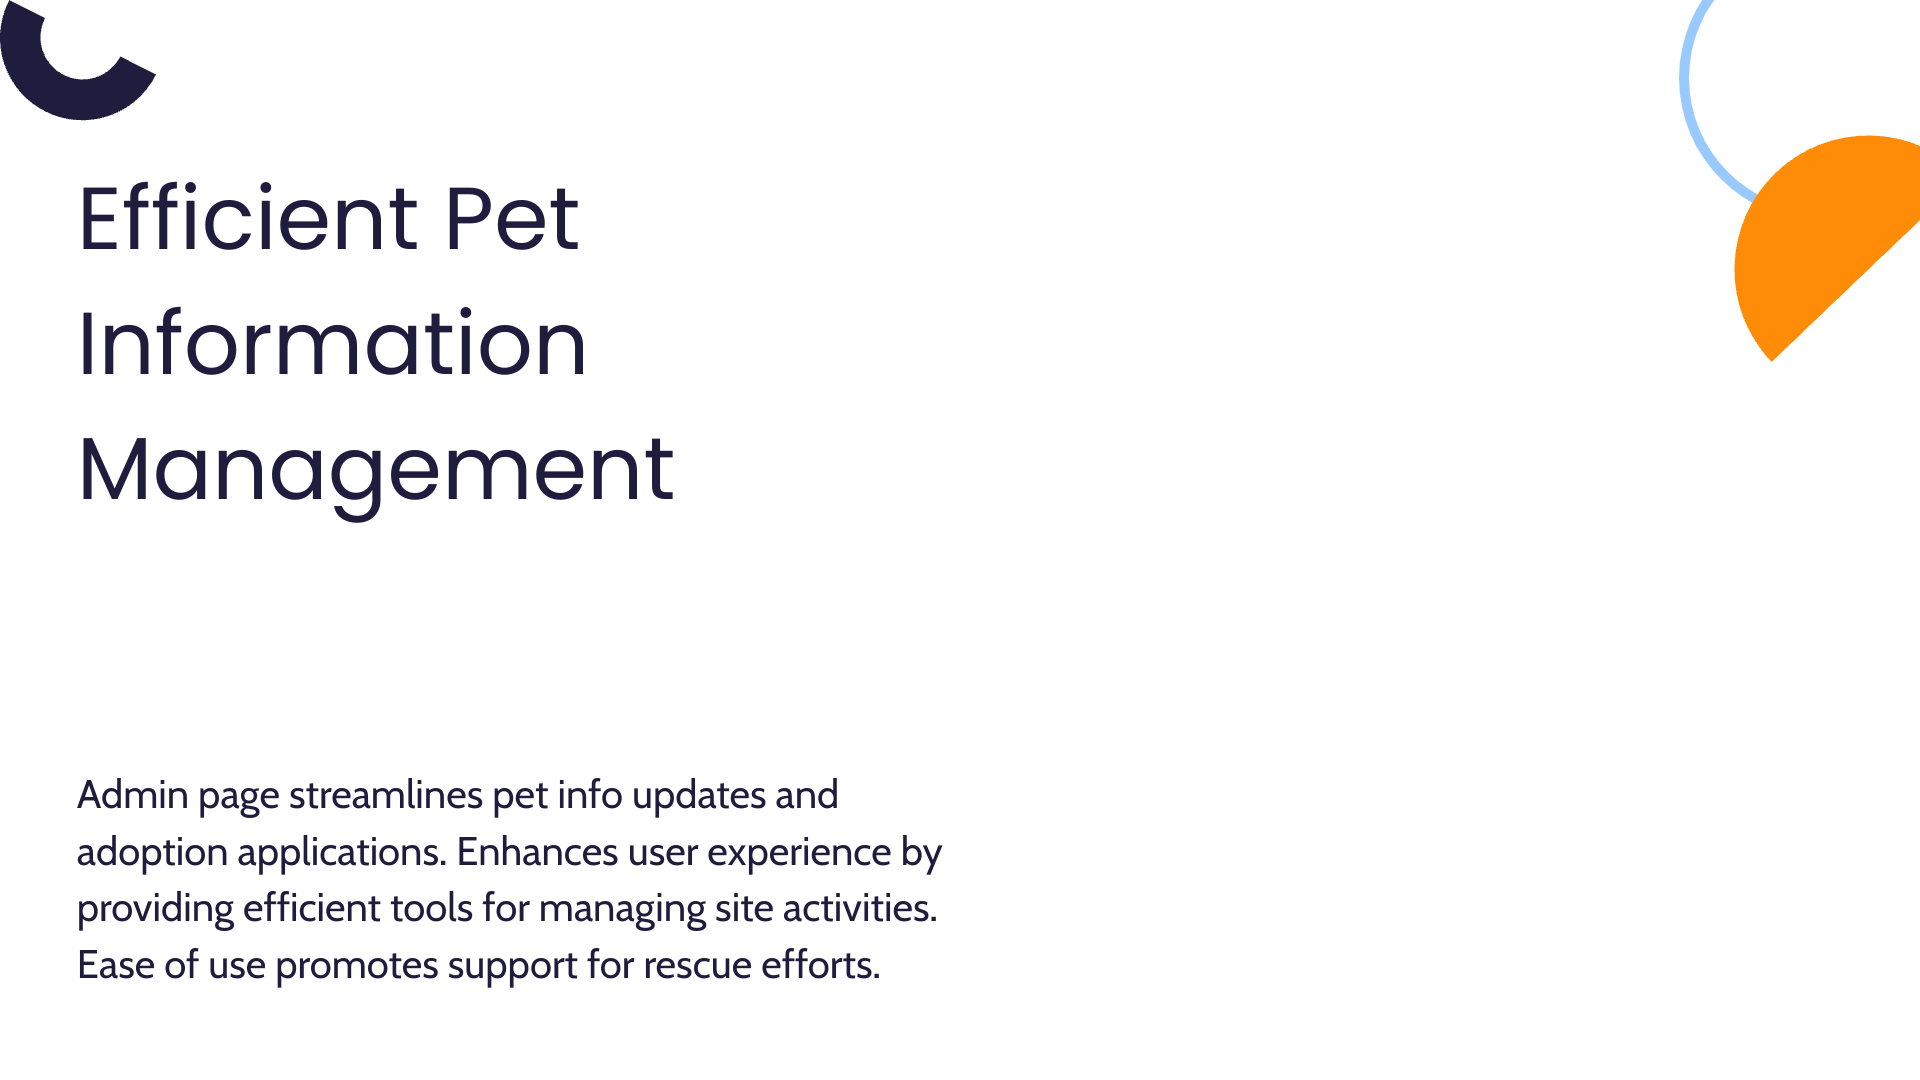 Efficient Pet
Information
Management
Admin page streamlines pet info updates and
adoption applications. Enhances user experience by
providing efficient tools for managing site activities.
Ease of use promotes support for rescue efforts.